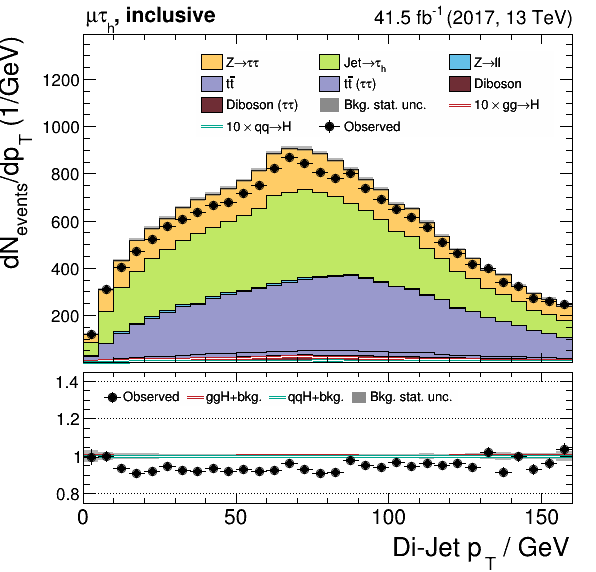 μτh, inclusive
41.5 fb⁻¹ (2017, 13 TeV)
dNevents/dpT (1/GeV)
Z→ττ Jet→τh Z→ll
tt̄ tt̄ (ττ) Diboson
Diboson (ττ) Bkg. stat. unc. 10 × gg→H
10 × qq→H Observed
1200
1000
800
600
400
200
Observed ggH+bkg. qqH+bkg. Bkg. stat. unc.
1.4
1.2
1
0.8
0 50 100 150
Di-Jet pT / GeV